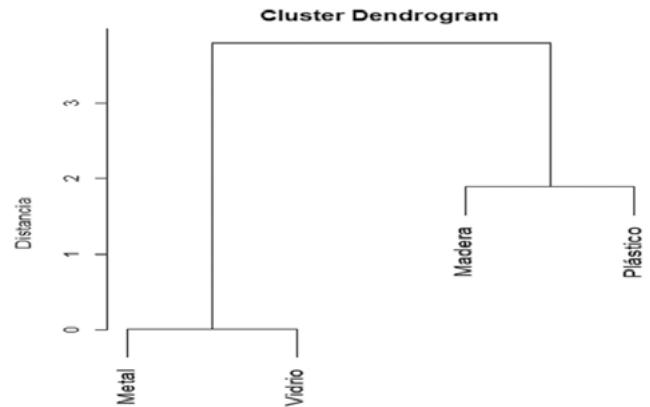 Cluster Dendrogram
Distancia
3
2
1
0
Madera
Plástico
Metal
Vidrio